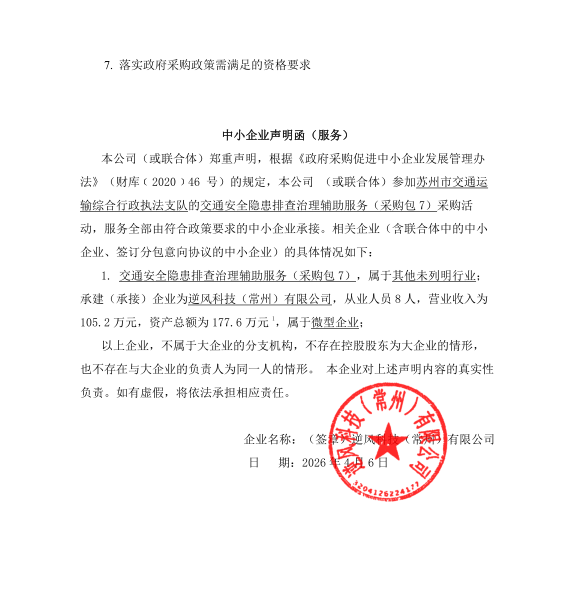 7. 落实政府采购政策需满足的资格要求
中小企业声明函（服务）
本公司（或联合体）郑重声明，根据《政府采购促进中小企业发展管理办
法》（财库﹝2020﹞46 号）的规定，本公司 （或联合体）参加苏州市交通运
输综合行政执法支队的交通安全隐患排查治理辅助服务（采购包 7）采购活
动，服务全部由符合政策要求的中小企业承接。相关企业（含联合体中的中小
企业、签订分包意向协议的中小企业）的具体情况如下：
1. 交通安全隐患排查治理辅助服务（采购包 7），属于其他未列明行业；
承建（承接）企业为逆风科技（常州）有限公司，从业人员 8 人，营业收入为
105.2 万元，资产总额为 177.6 万元¹，属于微型企业；
以上企业，不属于大企业的分支机构，不存在控股股东为大企业的情形，
也不存在与大企业的负责人为同一人的情形。 本企业对上述声明内容的真实性
负责。如有虚假，将依法承担相应责任。
企业名称：（签章）逆风科技（常州）有限公司
日 期：2026 年 4 月 6 日
逆风科技（常州）有限公司
3204126224177